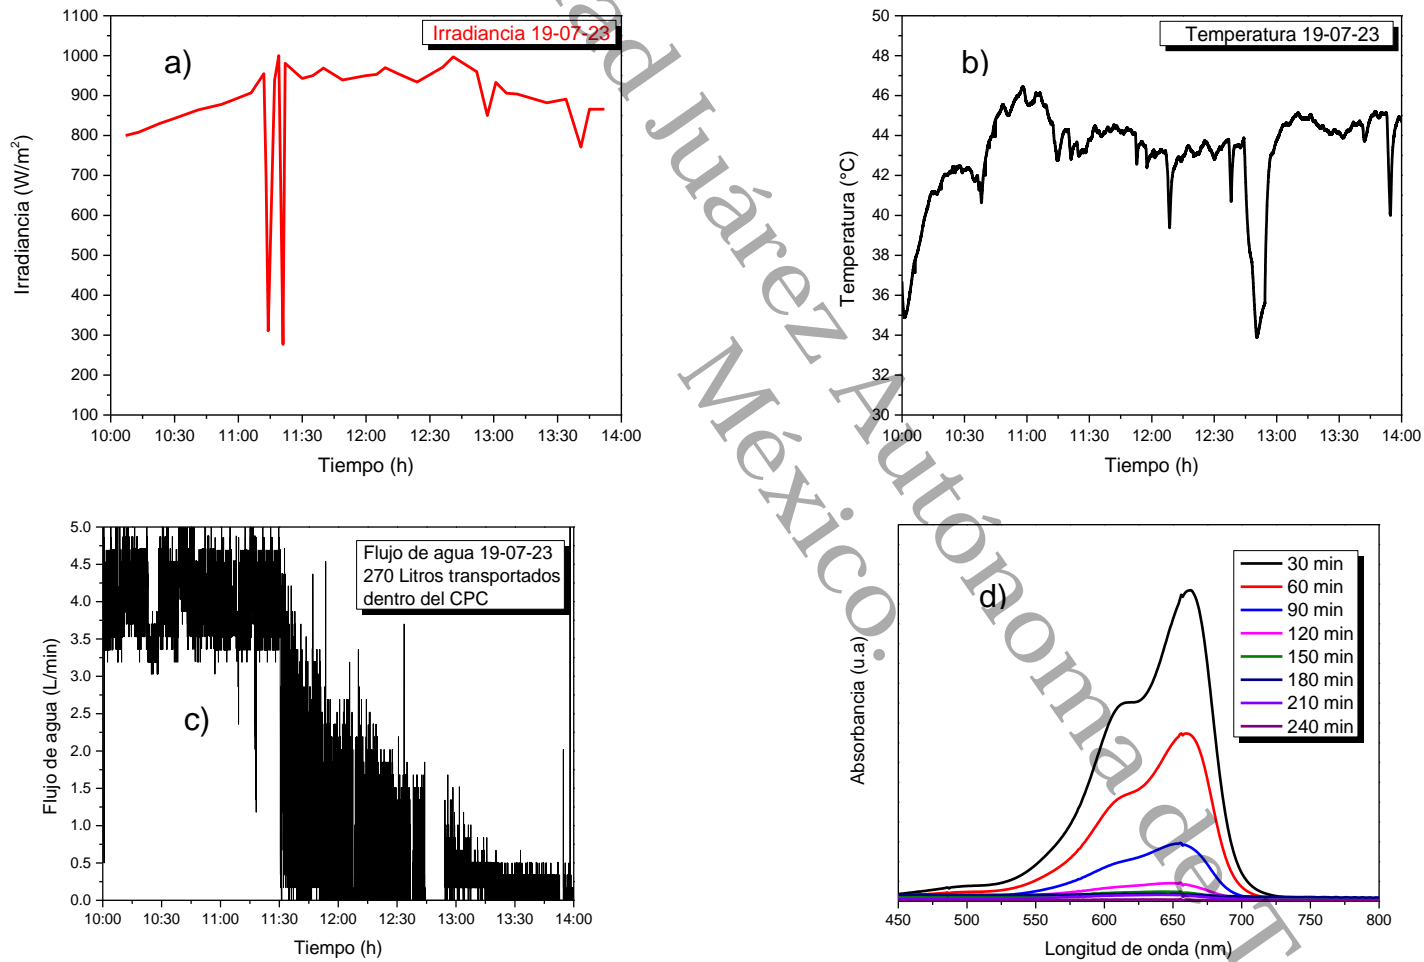 Irradiancia 19-07-23
a)
1100
1000
900
800
700
600
500
400
300
200
100
Irradiancia (W/m²)
10:00 10:30 11:00 11:30 12:00 12:30 13:00 13:30 14:00
Tiempo (h)
Temperatura 19-07-23
b)
50
48
46
44
42
40
38
36
34
32
30
Temperatura (°C)
10:00 10:30 11:00 11:30 12:00 12:30 13:00 13:30 14:00
Tiempo (h)
Flujo de agua 19-07-23
270 Litros transportados
dentro del CPC
c)
5.0
4.5
4.0
3.5
3.0
2.5
2.0
1.5
1.0
0.5
0.0
Flujo de agua (L/min)
10:00 10:30 11:00 11:30 12:00 12:30 13:00 13:30 14:00
Tiempo (h)
d)
30 min
60 min
90 min
120 min
150 min
180 min
210 min
240 min
Absorbancia (u.a)
450 500 550 600 650 700 750 800
Longitud de onda (nm)
ad Juárez Autónoma de T
México.